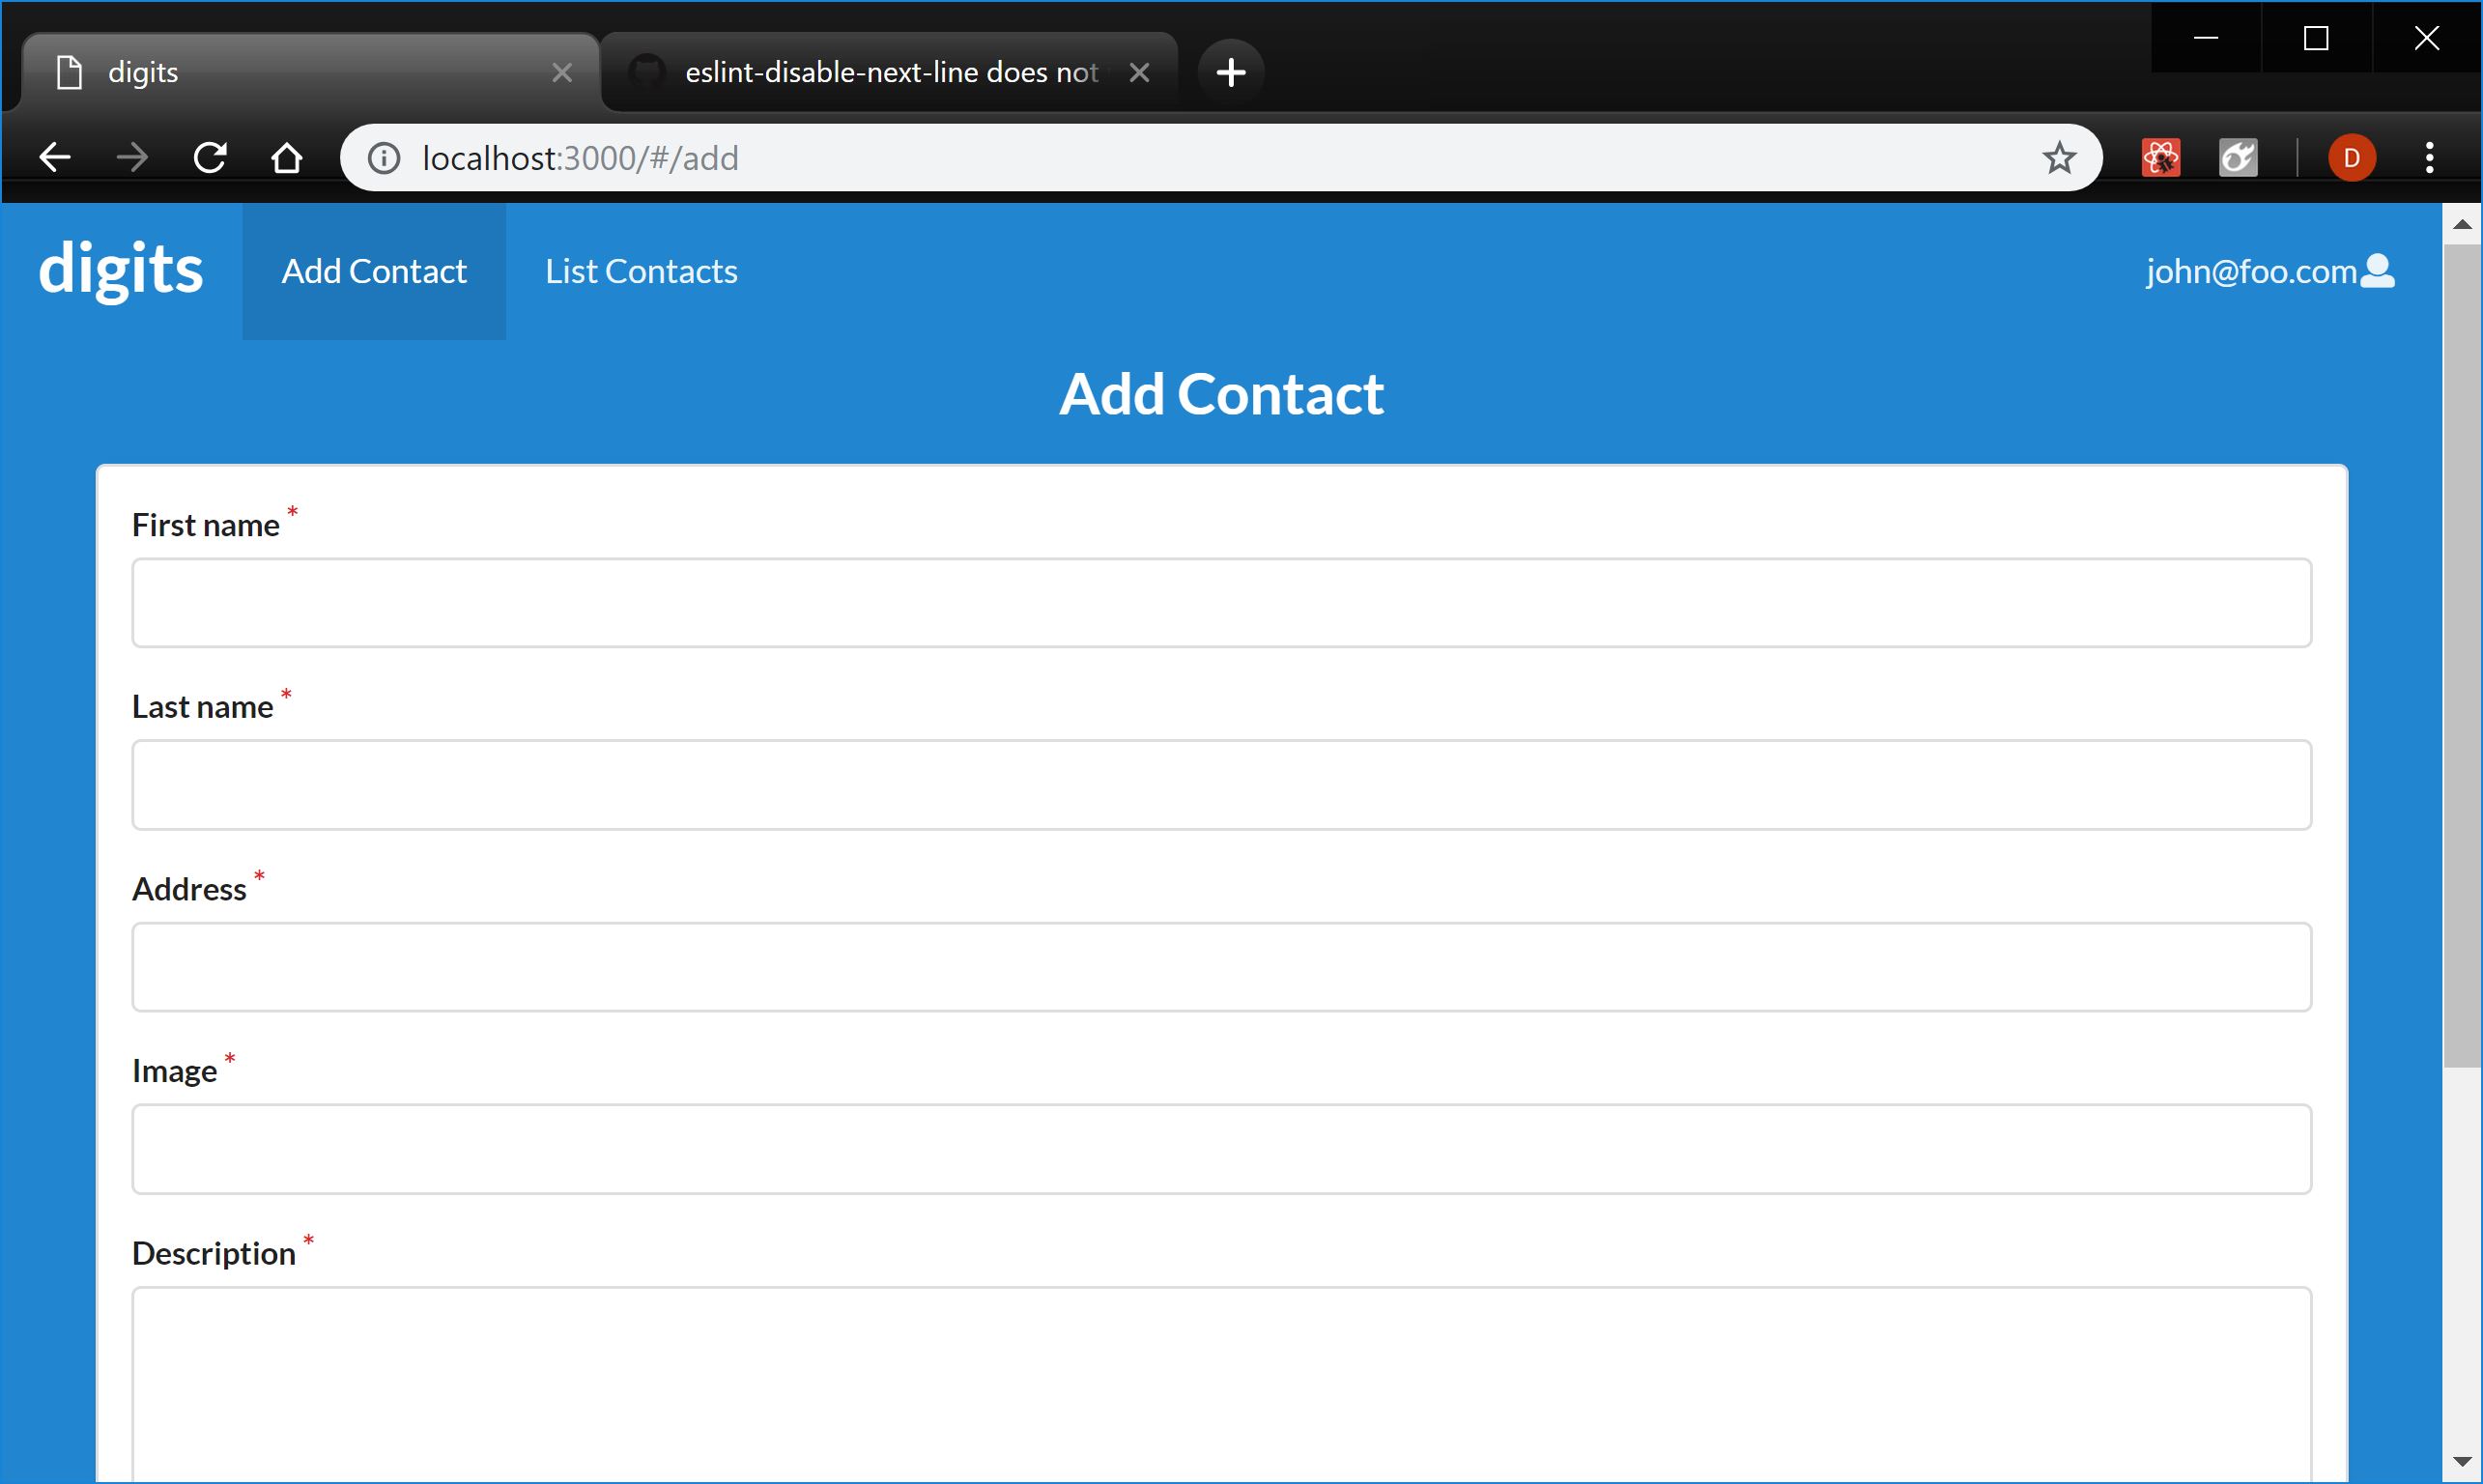 digits
eslint-disable-next-line does not
localhost:3000/#/add
D
digits
Add Contact
List Contacts
john@foo.com
Add Contact
First name *
Last name *
Address *
Image *
Description *